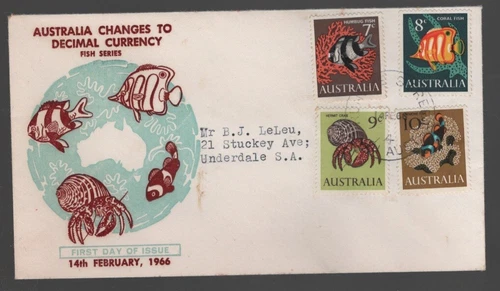 AUSTRALIA CHANGES TO
DECIMAL CURRENCY
FISH SERIES
HUMBUG FISH
7c
AUSTRALIA
CORAL FISH
8c
AUSTRALIA
HERMIT CRAB
9c
AUSTRALIA
10c
AUSTRALIA
Mr B.J. LeLeu,
21 Stuckey Ave;
Underdale S.A.
FIRST DAY OF ISSUE
14th FEBRUARY, 1966